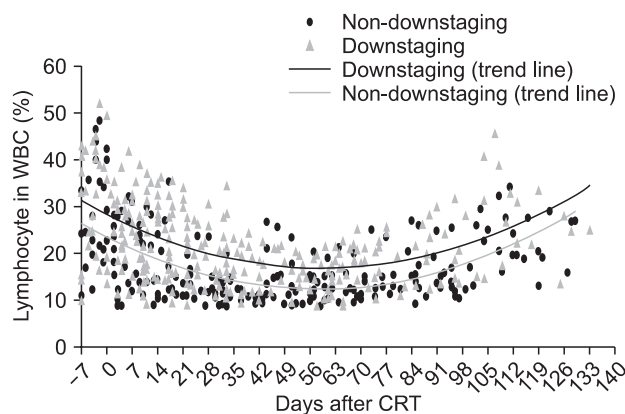 Non-downstaging
Downstaging
Downstaging (trend line)
Non-downstaging (trend line)
Lymphocyte in WBC (%)
60
50
40
30
20
10
0
–7 0 7 14 21 28 35 42 49 56 63 70 77 84 91 98 105 112 119 126 133 140
Days after CRT